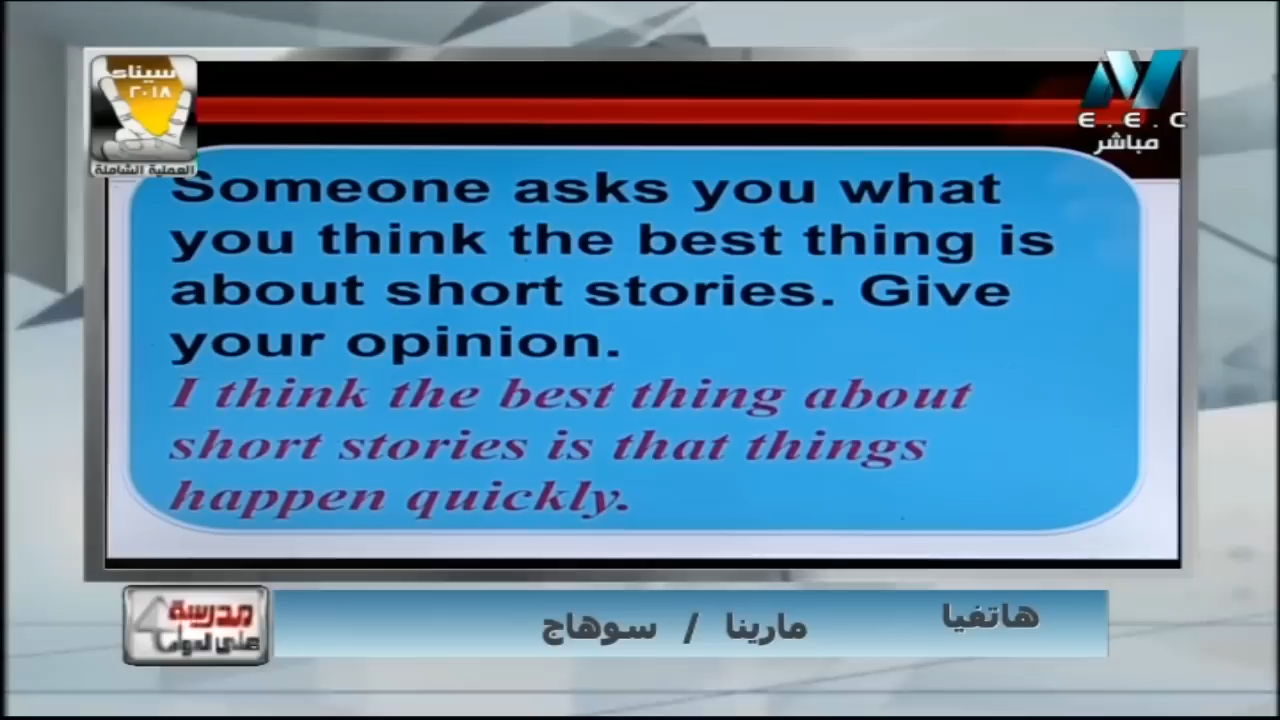 سيناء
٢٠١٨
العملية الشاملة
E.E.C
مباشر
Someone asks you what
you think the best thing is
about short stories. Give
your opinion.
I think the best thing about
short stories is that things
happen quickly.
هاتفيا
مارينا / سوهاج
مدرسة
على الهواء